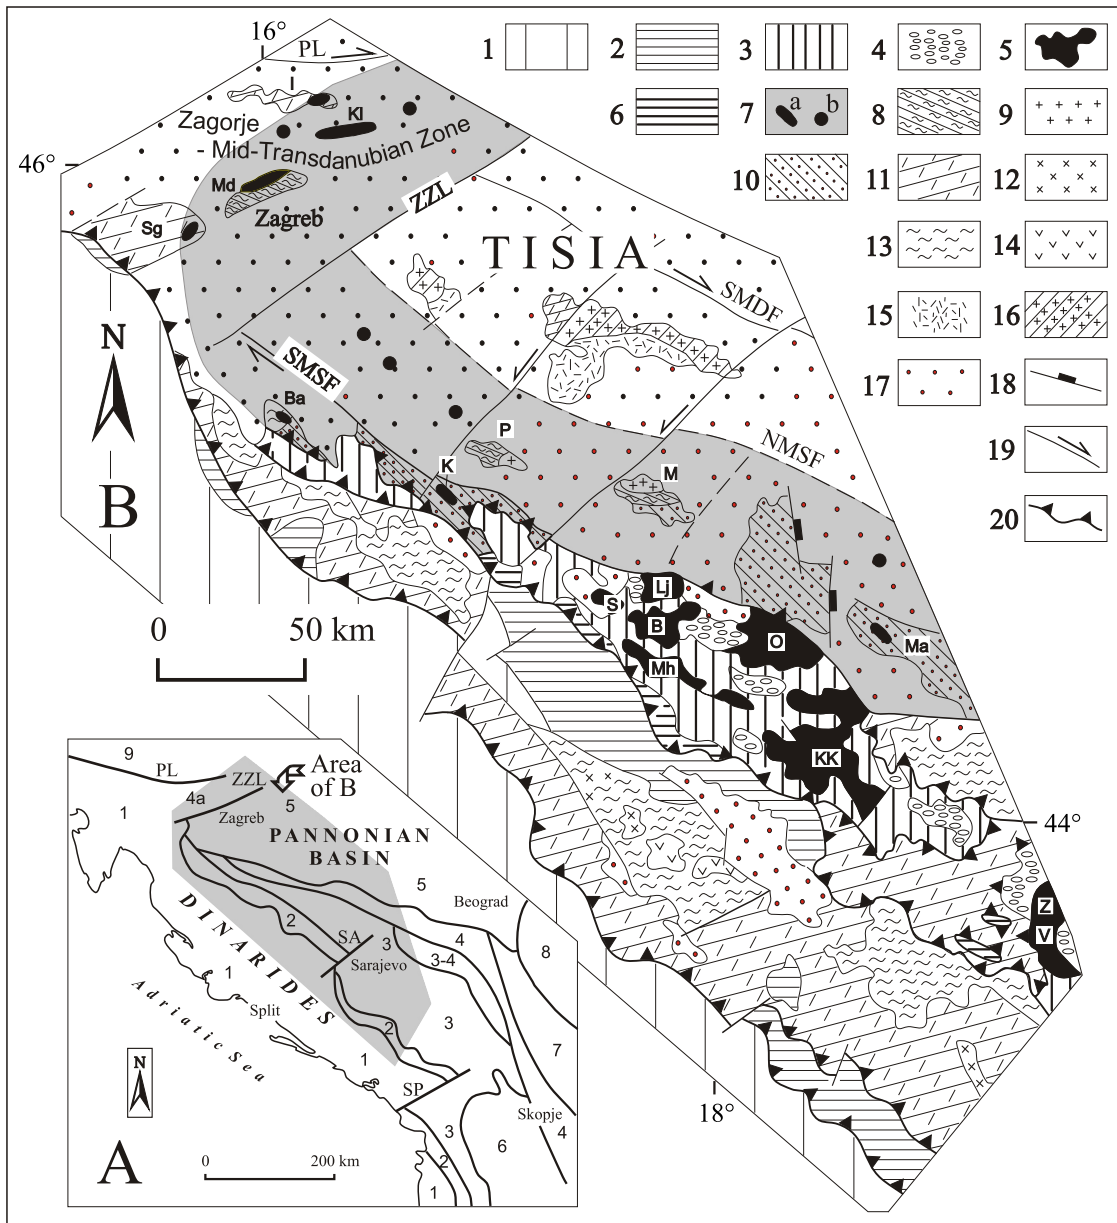 16°
PL
1
2
3
4
5
6
7
a
b
8
9
10
11
12
13
14
15
16
17
18
19
20
I
Kl
Zagorje
- Mid-Transdanubian Zone
46°
Md
Zagreb
Sg
ZZL
TISIA
SMDF
SMSF
N
Ba
P
K
M
NMSF
B
0
50 km
Lj
S
B
O
Mh
Ma
KK
44°
Z
V
18°
9
PL
ZZL
Area
of B
1
4a
5
Zagreb
PANNONIAN
BASIN
5
Beograd
DINARIDES
2
SA
3
4
8
Sarajevo
3-4
1
Split
3
Adriatic Sea
2
1
7
N
SP
Skopje
3
6
4
A
0
200 km
2
1